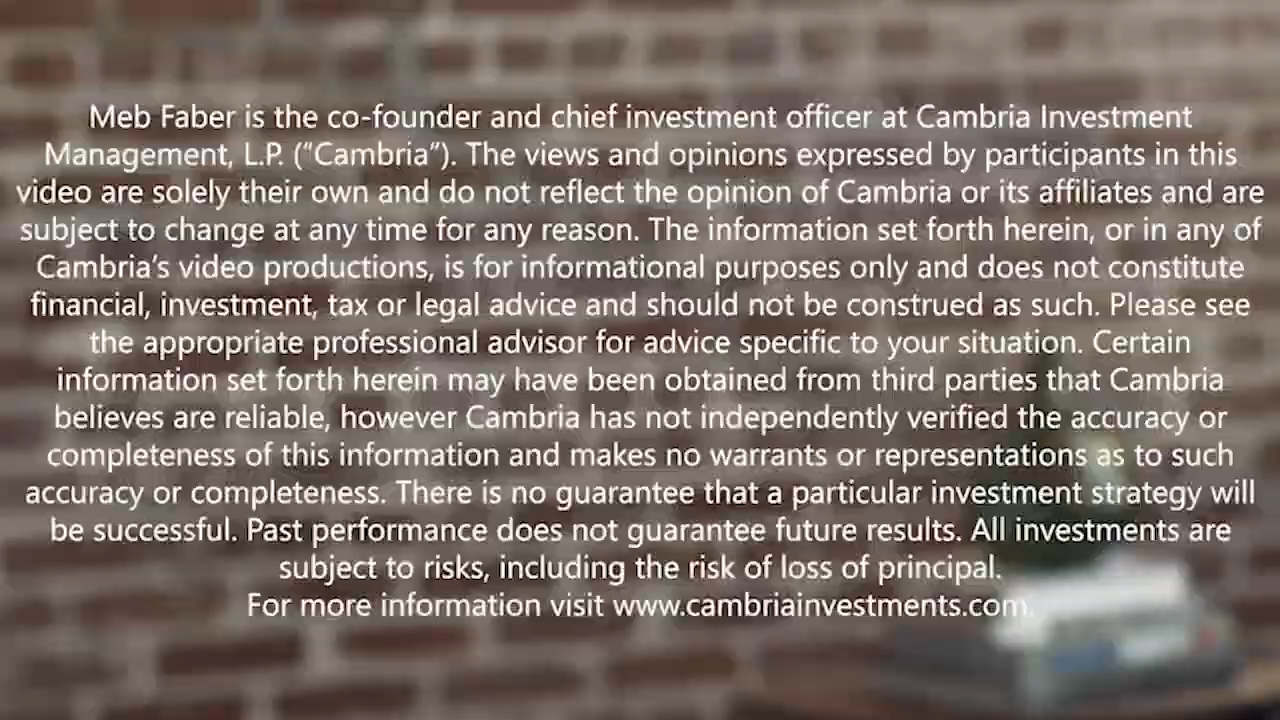 Meb Faber is the co-founder and chief investment officer at Cambria Investment
Management, L.P. (“Cambria”). The views and opinions expressed by participants in this
video are solely their own and do not reflect the opinion of Cambria or its affiliates and are
subject to change at any time for any reason. The information set forth herein, or in any of
Cambria’s video productions, is for informational purposes only and does not constitute
financial, investment, tax or legal advice and should not be construed as such. Please see
the appropriate professional advisor for advice specific to your situation. Certain
information set forth herein may have been obtained from third parties that Cambria
believes are reliable, however Cambria has not independently verified the accuracy or
completeness of this information and makes no warrants or representations as to such
accuracy or completeness. There is no guarantee that a particular investment strategy will
be successful. Past performance does not guarantee future results. All investments are
subject to risks, including the risk of loss of principal.
For more information visit www.cambriainvestments.com.